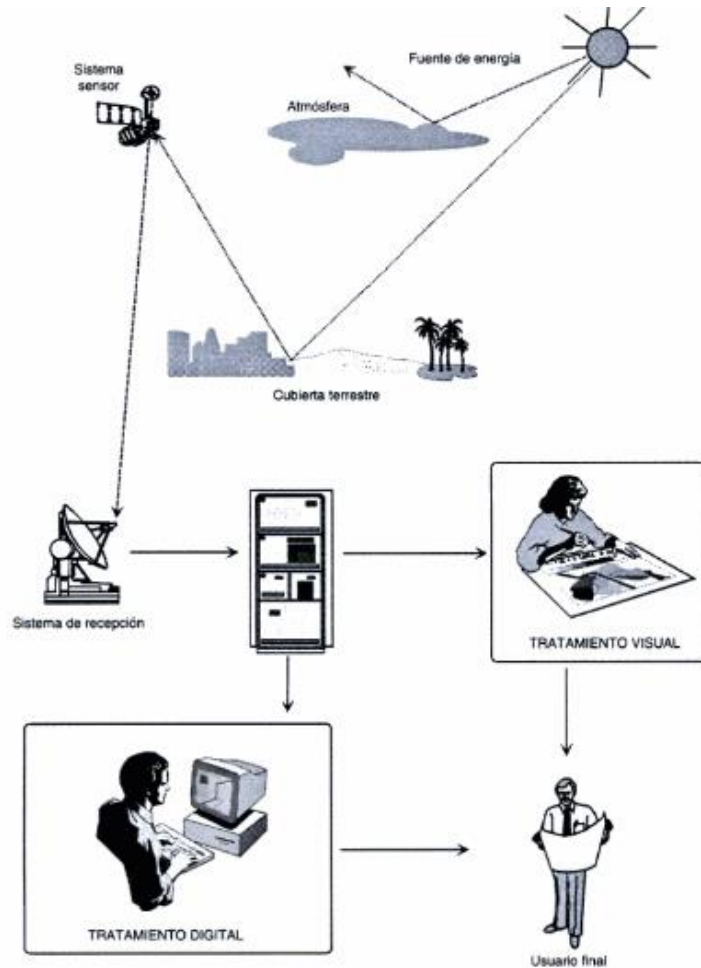 Fuente de energía
Sistema
sensor
Atmósfera
Cubierta terrestre
Sistema de recepción
TRATAMIENTO VISUAL
TRATAMIENTO DIGITAL
Usuario final